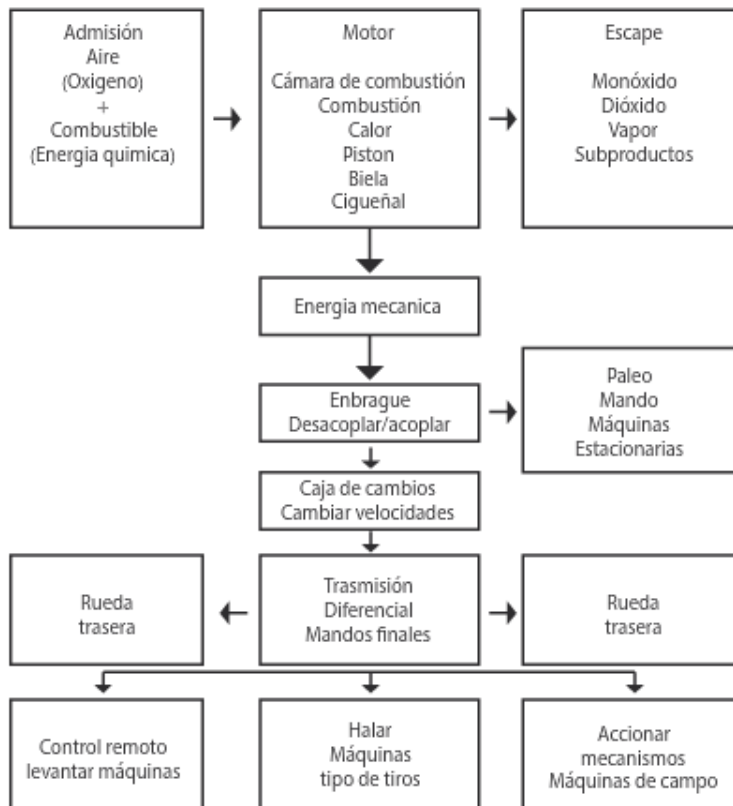 Admisión
Aire
(Oxigeno)
+
Combustible
(Energia quimica)
Motor
Cámara de combustión
Combustión
Calor
Piston
Biela
Cigueñal
Escape
Monóxido
Dióxido
Vapor
Subproductos
Energia mecanica
Enbrague
Desacoplar/acoplar
Paleo
Mando
Máquinas
Estacionarias
Caja de cambios
Cambiar velocidades
Rueda
trasera
Trasmisión
Diferencial
Mandos finales
Rueda
trasera
Control remoto
levantar máquinas
Halar
Máquinas
tipo de tiros
Accionar
mecanismos
Máquinas de campo